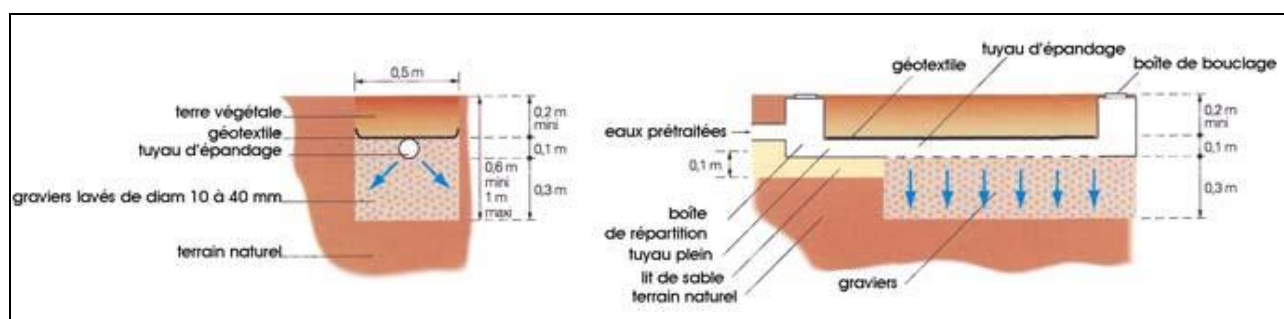 0,5 m
terre végétale
géotextile
tuyau d'épandage
graviers lavés de diam 10 à 40 mm
terrain naturel
0,6 m
mini
1 m
maxi
0,2 m
mini
0,1 m
0,3 m
tuyau d'épandage
géotextile
boîte de bouclage
eaux prétraitées
0,1 m
0,2 m
mini
0,1 m
0,3 m
boîte
de répartition
tuyau plein
lit de sable
terrain naturel
graviers